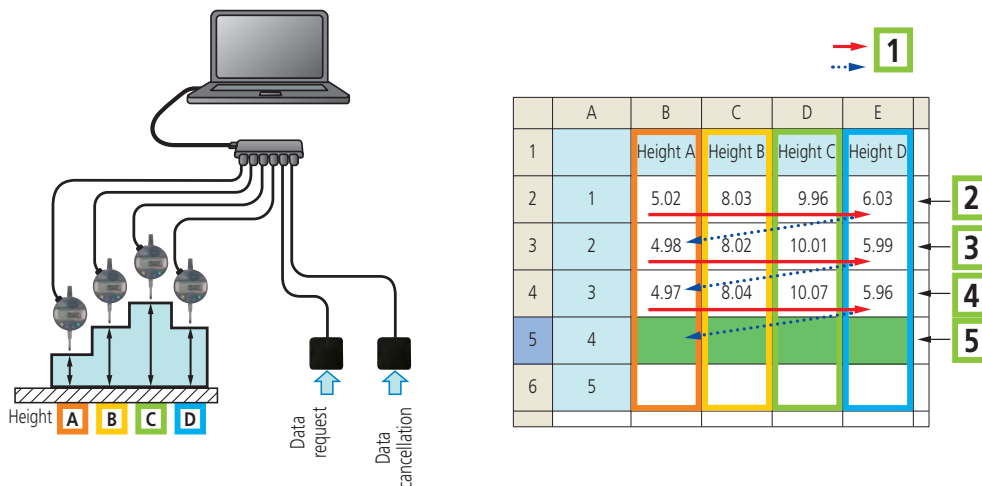 Height A B C D
Data
request
Data
cancellation
1
A B C D E
1 Height A Height B Height C Height D
2 1 5.02 8.03 9.96 6.03 2
3 2 4.98 8.02 10.01 5.99 3
4 3 4.97 8.04 10.07 5.96 4
5 4 5
6 5